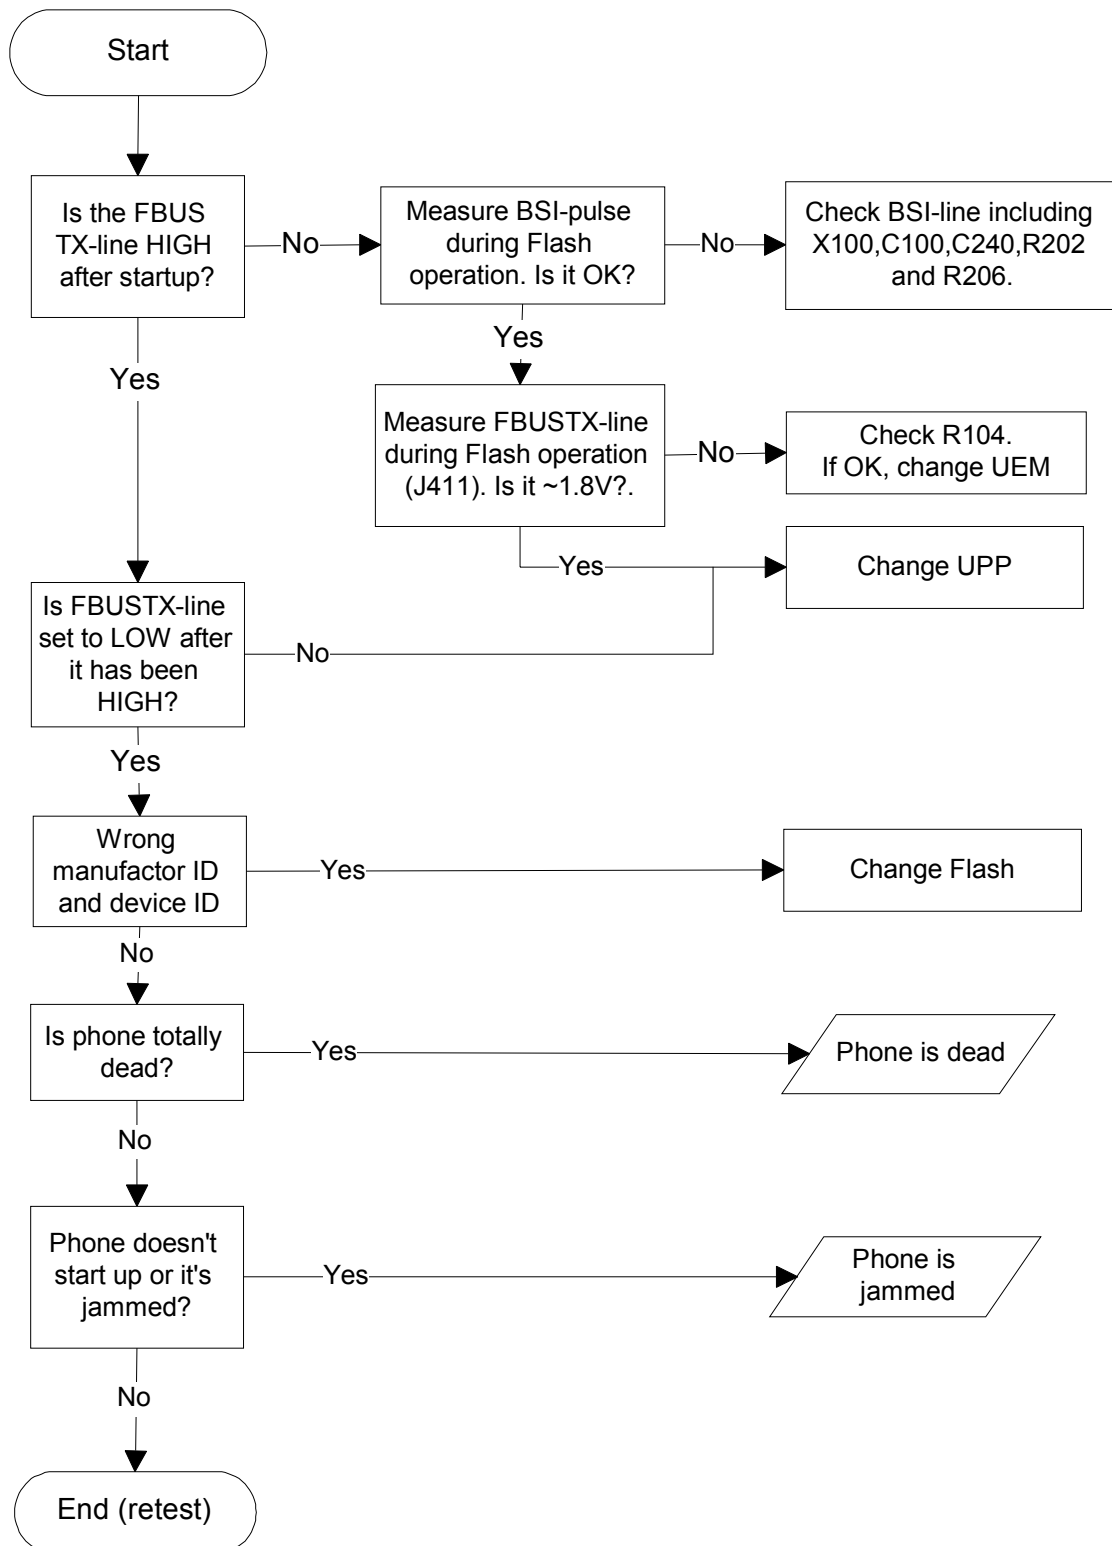 Start
Is the FBUS
TX-line HIGH
after startup?
No
Measure BSI-pulse
during Flash
operation. Is it OK?
No
Check BSI-line including
X100,C100,C240,R202
and R206.
Yes
Yes
Measure FBUSTX-line
during Flash operation
(J411). Is it ~1.8V?.
No
Check R104.
If OK, change UEM
Yes
Change UPP
Is FBUSTX-line
set to LOW after
it has been
HIGH?
No
Yes
Wrong
manufactor ID
and device ID
Yes
Change Flash
No
Is phone totally
dead?
Yes
Phone is dead
No
Phone doesn't
start up or it's
jammed?
Yes
Phone is
jammed
No
End (retest)